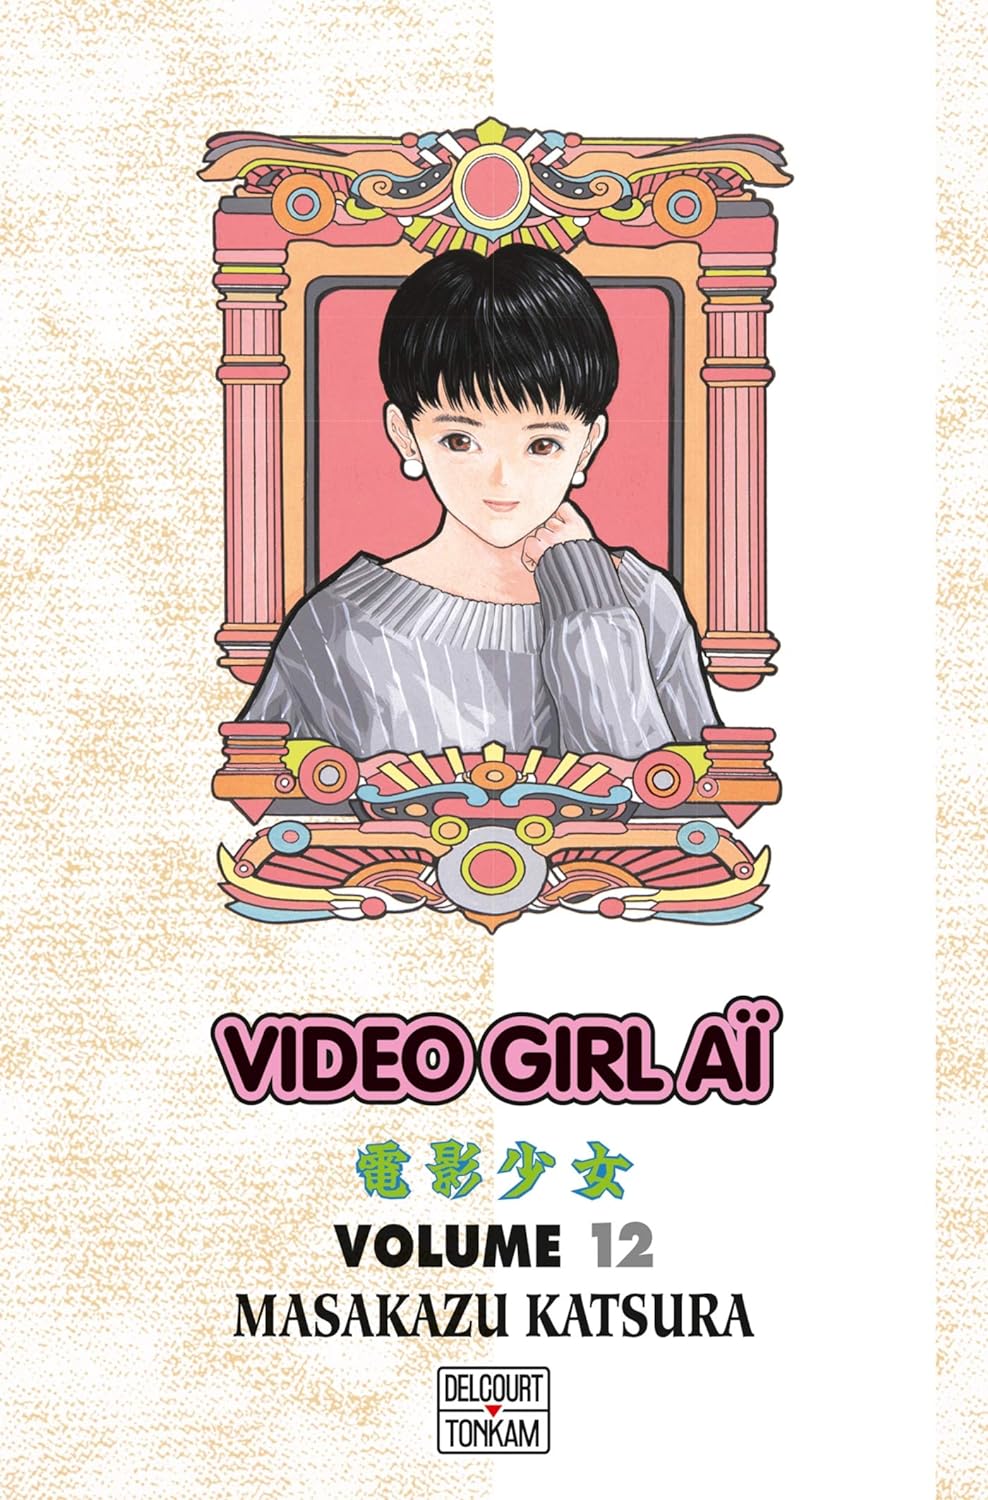 VIDEO GIRL AÏ
電影少女
VOLUME 12
MASAKAZU KATSURA
DELCOURT
TONKAM